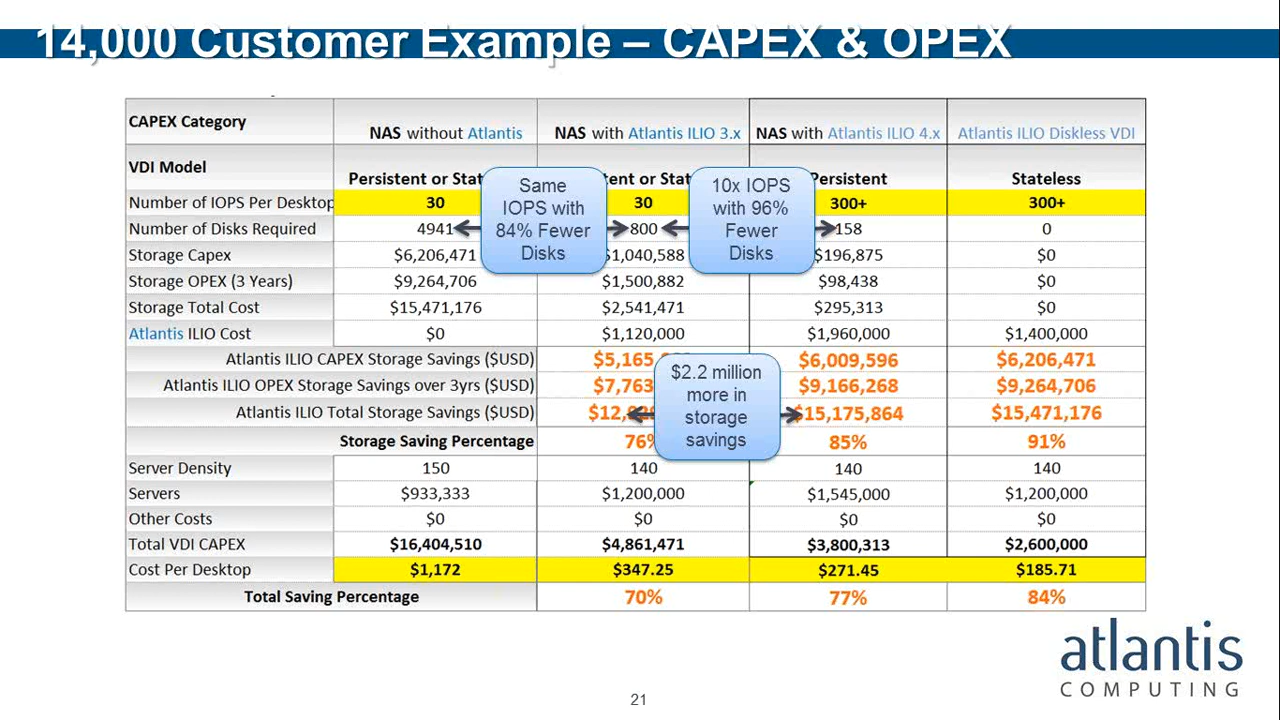 14,000 Customer Example – CAPEX & OPEX
CAPEX Category NAS without Atlantis NAS with Atlantis ILIO 3.x NAS with Atlantis ILIO 4.x Atlantis ILIO Diskless VDI
VDI Model Persistent or Stat ent or Stat Persistent Stateless
Number of IOPS Per Desktop 30 30 300+ 300+
Number of Disks Required 4941 800 158 0
Storage Capex $6,206,471 $1,040,588 $196,875 $0
Storage OPEX (3 Years) $9,264,706 $1,500,882 $98,438 $0
Storage Total Cost $15,471,176 $2,541,471 $295,313 $0
Atlantis ILIO Cost $0 $1,120,000 $1,960,000 $1,400,000
Atlantis ILIO CAPEX Storage Savings ($USD) $5,165 $6,009,596 $6,206,471
Atlantis ILIO OPEX Storage Savings over 3yrs ($USD) $7,763 $9,166,268 $9,264,706
Atlantis ILIO Total Storage Savings ($USD) $12, $15,175,864 $15,471,176
Storage Saving Percentage 76% 85% 91%
Server Density 150 140 140 140
Servers $933,333 $1,200,000 $1,545,000 $1,200,000
Other Costs $0 $0 $0 $0
Total VDI CAPEX $16,404,510 $4,861,471 $3,800,313 $2,600,000
Cost Per Desktop $1,172 $347.25 $271.45 $185.71
Total Saving Percentage 70% 77% 84%
Same
IOPS with
84% Fewer
Disks
10x IOPS
with 96%
Fewer
Disks
$2.2 million
more in
storage
savings
atlantis
COMPUTING
21